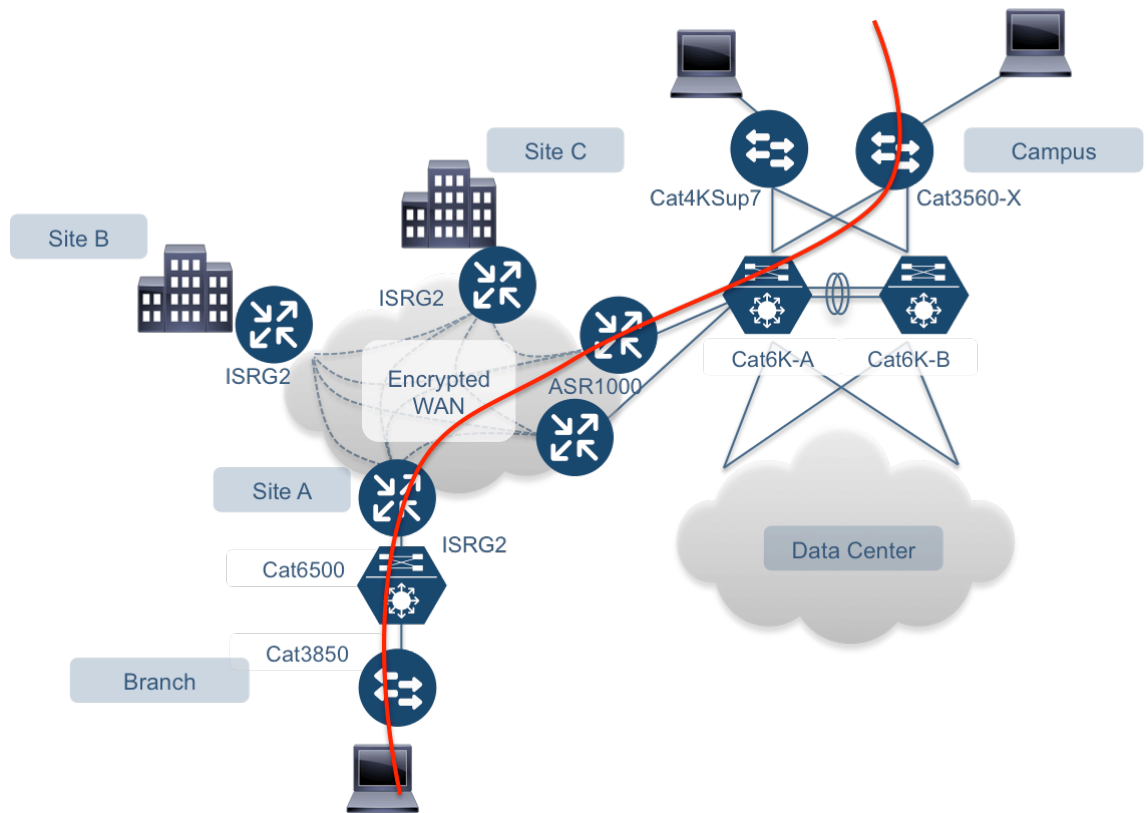 Site C
Campus
Cat4KSup7
Cat3560-X
Site B
ISRG2
ISRG2
Encrypted
WAN
ASR1000
Cat6K-A
Cat6K-B
Site A
ISRG2
Cat6500
Data Center
Cat3850
Branch